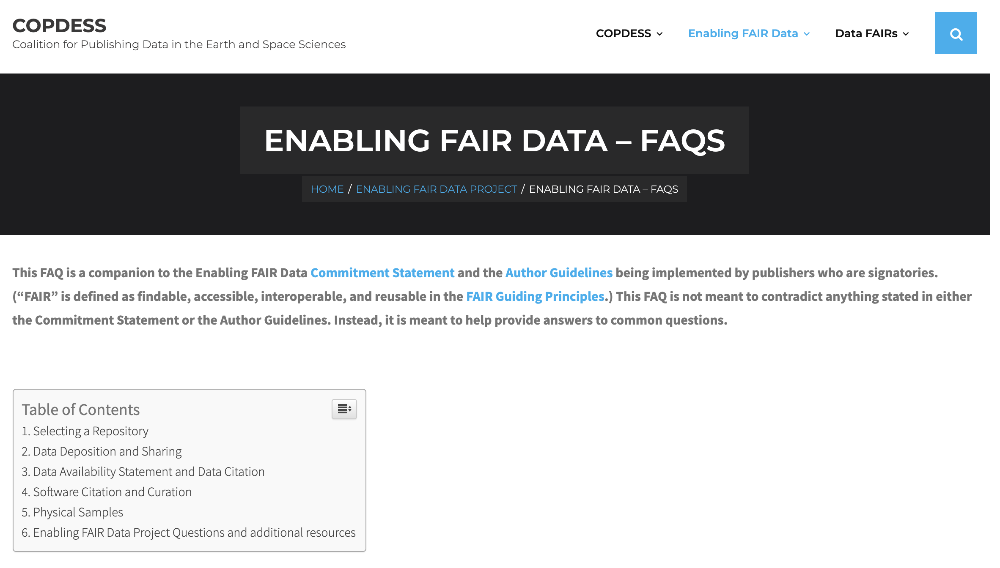 COPDESS
Coalition for Publishing Data in the Earth and Space Sciences
COPDESS
Enabling FAIR Data
Data FAIRs
ENABLING FAIR DATA – FAQS
HOME / ENABLING FAIR DATA PROJECT / ENABLING FAIR DATA – FAQS
This FAQ is a companion to the Enabling FAIR Data Commitment Statement and the Author Guidelines being implemented by publishers who are signatories.
(“FAIR” is defined as findable, accessible, interoperable, and reusable in the FAIR Guiding Principles.) This FAQ is not meant to contradict anything stated in either
the Commitment Statement or the Author Guidelines. Instead, it is meant to help provide answers to common questions.
Table of Contents
1. Selecting a Repository
2. Data Deposition and Sharing
3. Data Availability Statement and Data Citation
4. Software Citation and Curation
5. Physical Samples
6. Enabling FAIR Data Project Questions and additional resources